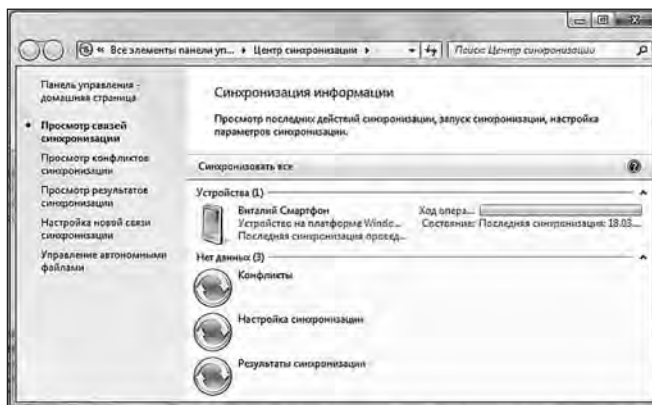 « Все элементы панели уп... ▸ Центр синхронизации ▸
Поиск: Центр синхронизации
Панель управления -
домашняя страница
• Просмотр связей
синхронизации
Просмотр конфликтов
синхронизации
Просмотр результатов
синхронизации
Настройка новой связи
синхронизации
Управление автономными
файлами
Синхронизация информации
Просмотр последних действий синхронизации, запуск синхронизации, настройка
параметров синхронизации.
Синхронизовать все
Устройства (1)
Виталий Смартфон
Устройство на платформе Windo...
Последняя синхронизация провед...
Ход опера...
Состояние: Последняя синхронизация: 18.03...
Нет данных (3)
Конфликты
Настройка синхронизации
Результаты синхронизации